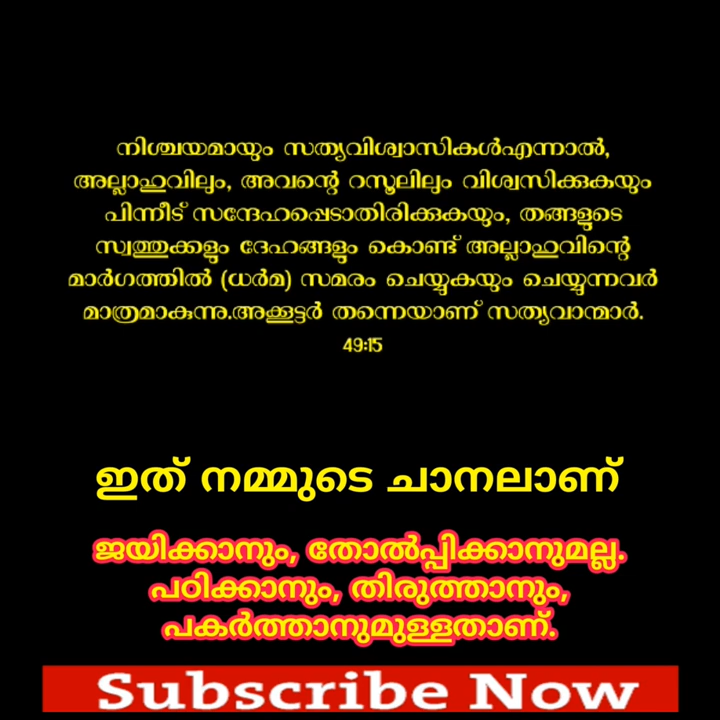 നിശ്ചയമായും സത്യവിശ്വാസികൾഎന്നാൽ,
അല്ലാഹുവിലും, അവന്റെ റസൂലിലും വിശ്വസിക്കുകയും
പിന്നീട് സന്ദേഹപ്പെടാതിരിക്കുകയും, തങ്ങളുടെ
സ്വത്തുക്കളും ദേഹങ്ങളും കൊണ്ട് അല്ലാഹുവിന്റെ
മാർഗത്തിൽ (ധർമ) സമരം ചെയ്യുകയും ചെയ്യുന്നവർ
മാത്രമാകുന്നു.അക്കൂട്ടർ തന്നെയാണ് സത്യവാന്മാർ.
49:15
ഇത് നമ്മുടെ ചാനലാണ്
ജയിക്കാനും, തോൽപ്പിക്കാനുമല്ല.
പഠിക്കാനും, തിരുത്താനും,
പകർത്താനുമുള്ളതാണ്.
Subscribe Now